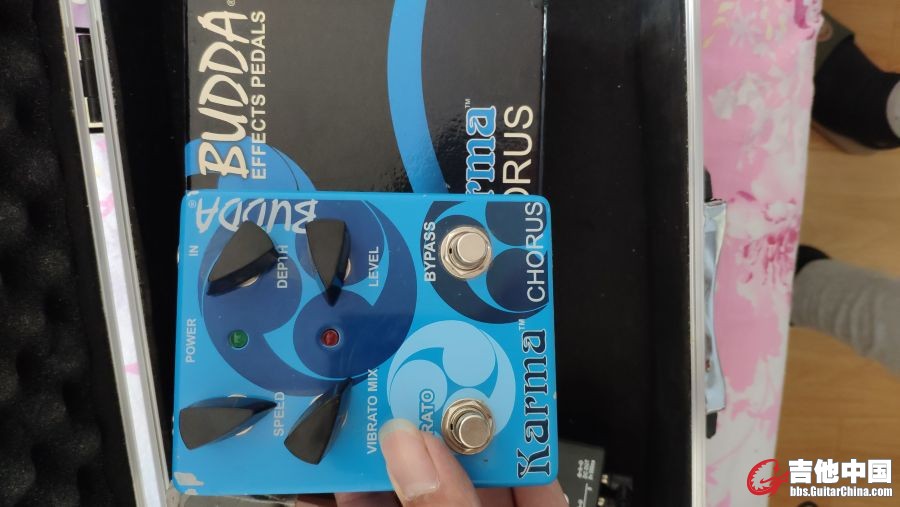 BUDDA®
EFFECTS PEDALS
Karma™
CHORUS
BUDDA®
IN
POWER
DEPTH
LEVEL
SPEED
VIBRATO MIX
BYPASS
CHORUS
Karma™
吉他中国
bbs.GuitarChina.com